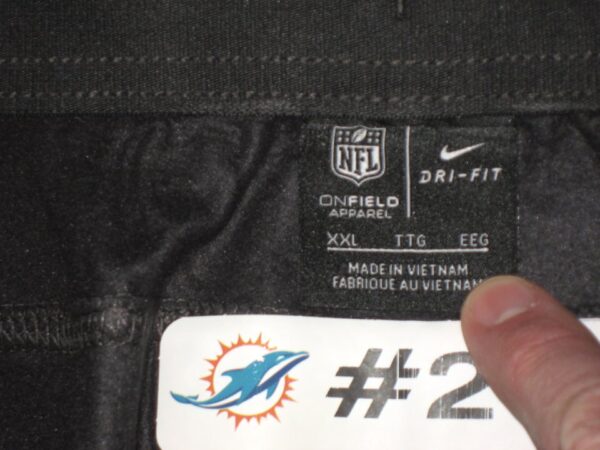 NFL
DRI-FIT
ONFIELD
APPAREL
XXL TTG EEG
MADE IN VIETNAM
FABRIQUE AU VIETNAM
#2